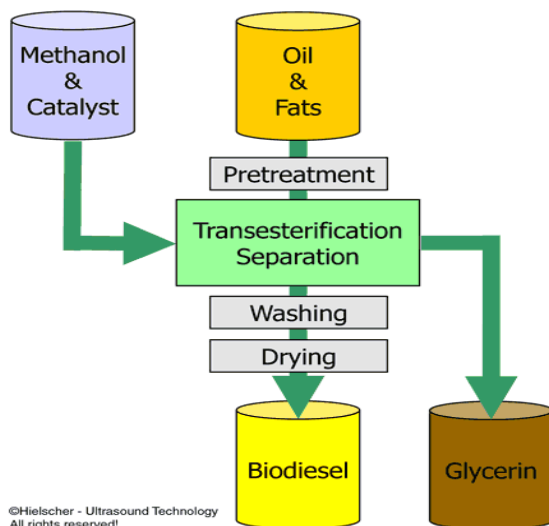 Methanol
&
Catalyst
Oil
&
Fats
Pretreatment
Transesterification
Separation
Washing
Drying
Biodiesel
Glycerin
©Hielscher - Ultrasound Technology
All rights reserved!